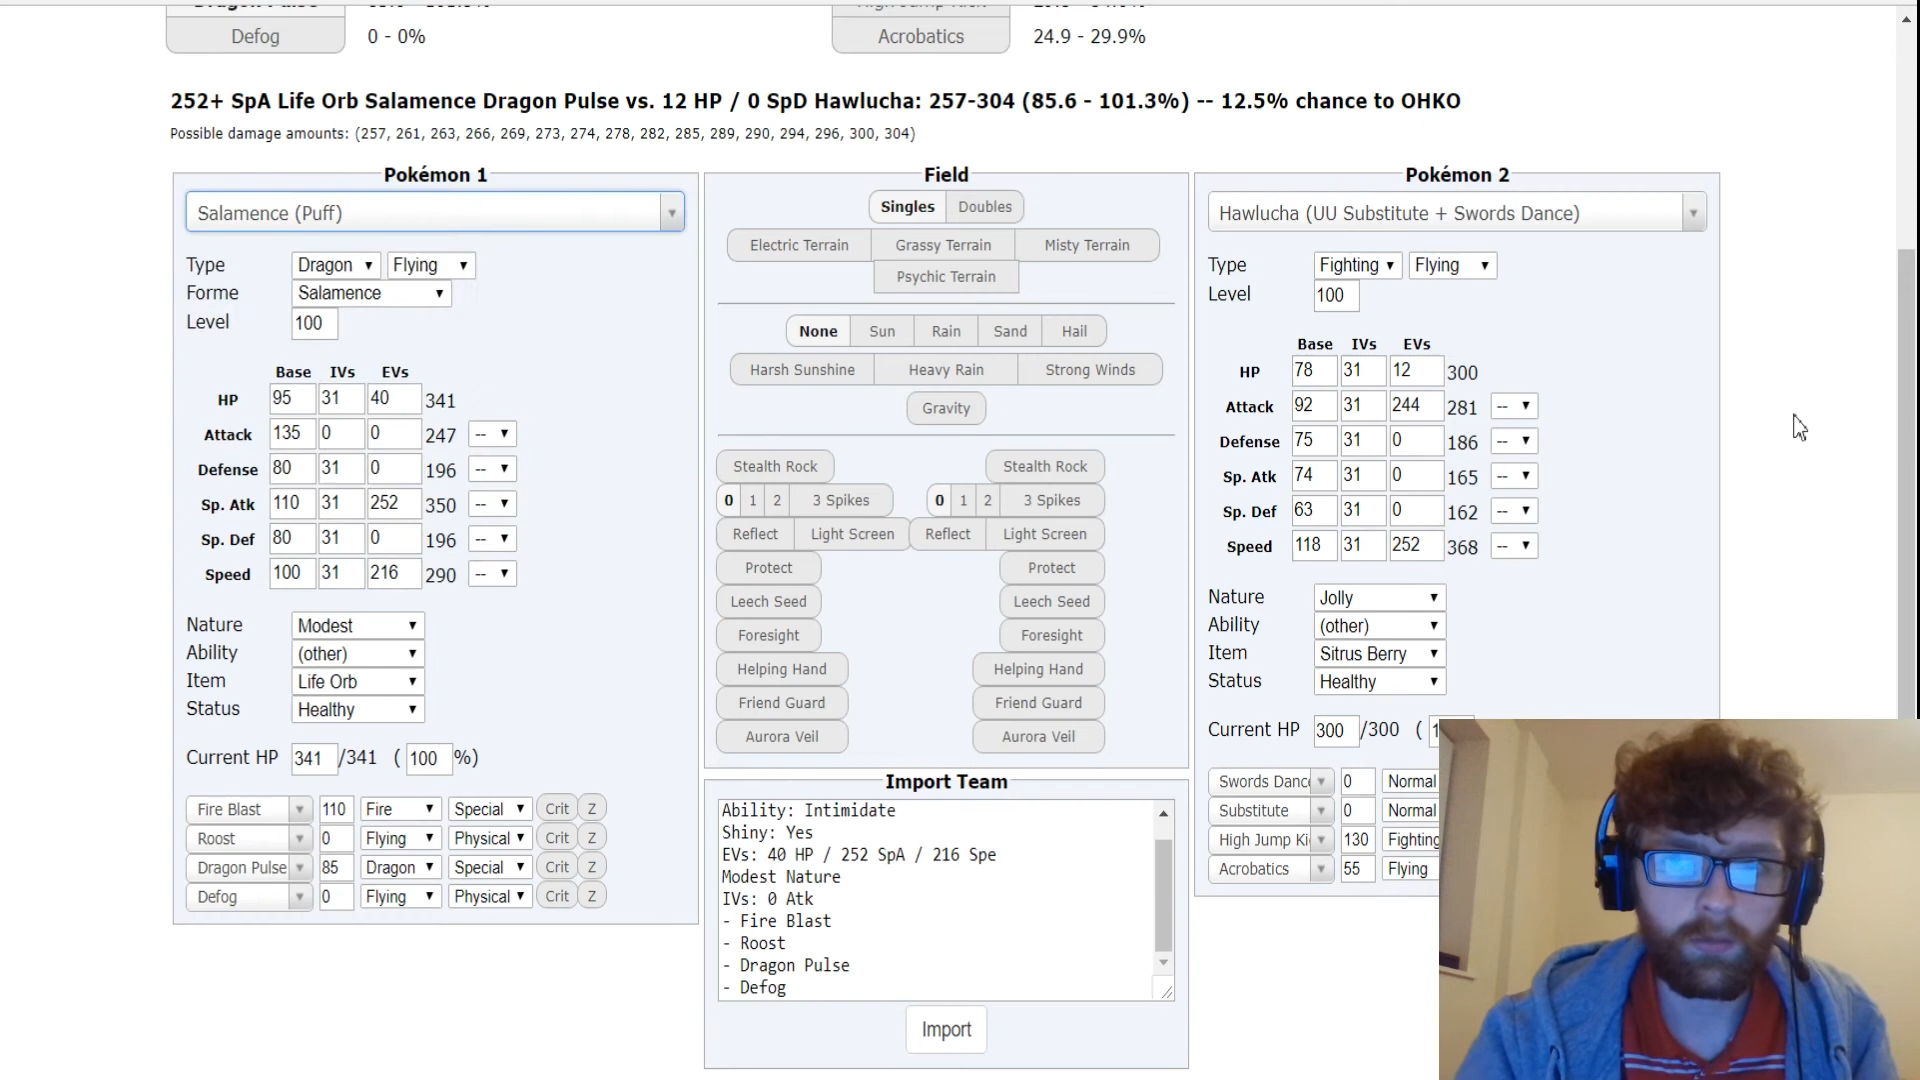 Defog 0 - 0% Acrobatics 24.9 - 29.9%
252+ SpA Life Orb Salamence Dragon Pulse vs. 12 HP / 0 SpD Hawlucha: 257-304 (85.6 - 101.3%) -- 12.5% chance to OHKO
Possible damage amounts: (257, 261, 263, 266, 269, 273, 274, 278, 282, 285, 289, 290, 294, 296, 300, 304)
Pokémon 1
Salamence (Puff)
Type Dragon Flying
Forme Salamence
Level 100
Base IVs EVs
HP 95 31 40 341
Attack 135 0 0 247 --
Defense 80 31 0 196 --
Sp. Atk 110 31 252 350 --
Sp. Def 80 31 0 196 --
Speed 100 31 216 290 --
Nature Modest
Ability (other)
Item Life Orb
Status Healthy
Current HP 341 /341 ( 100 %)
Fire Blast 110 Fire Special Crit Z
Roost 0 Flying Physical Crit Z
Dragon Pulse 85 Dragon Special Crit Z
Defog 0 Flying Physical Crit Z
Field
Singles Doubles
Electric Terrain Grassy Terrain Misty Terrain
Psychic Terrain
None Sun Rain Sand Hail
Harsh Sunshine Heavy Rain Strong Winds
Gravity
Stealth Rock Stealth Rock
0 1 2 3 Spikes 0 1 2 3 Spikes
Reflect Light Screen Reflect Light Screen
Protect Protect
Leech Seed Leech Seed
Foresight Foresight
Helping Hand Helping Hand
Friend Guard Friend Guard
Aurora Veil Aurora Veil
Import Team
Ability: Intimidate
Shiny: Yes
EVs: 40 HP / 252 SpA / 216 Spe
Modest Nature
IVs: 0 Atk
- Fire Blast
- Roost
- Dragon Pulse
- Defog
Import
Pokémon 2
Hawlucha (UU Substitute + Swords Dance)
Type Fighting Flying
Level 100
Base IVs EVs
HP 78 31 12 300
Attack 92 31 244 281 --
Defense 75 31 0 186 --
Sp. Atk 74 31 0 165 --
Sp. Def 63 31 0 162 --
Speed 118 31 252 368 --
Nature Jolly
Ability (other)
Item Sitrus Berry
Status Healthy
Current HP 300 /300 (
Swords Danc 0 Normal
Substitute 0 Normal
High Jump Ki 130 Fighting
Acrobatics 55 Flying